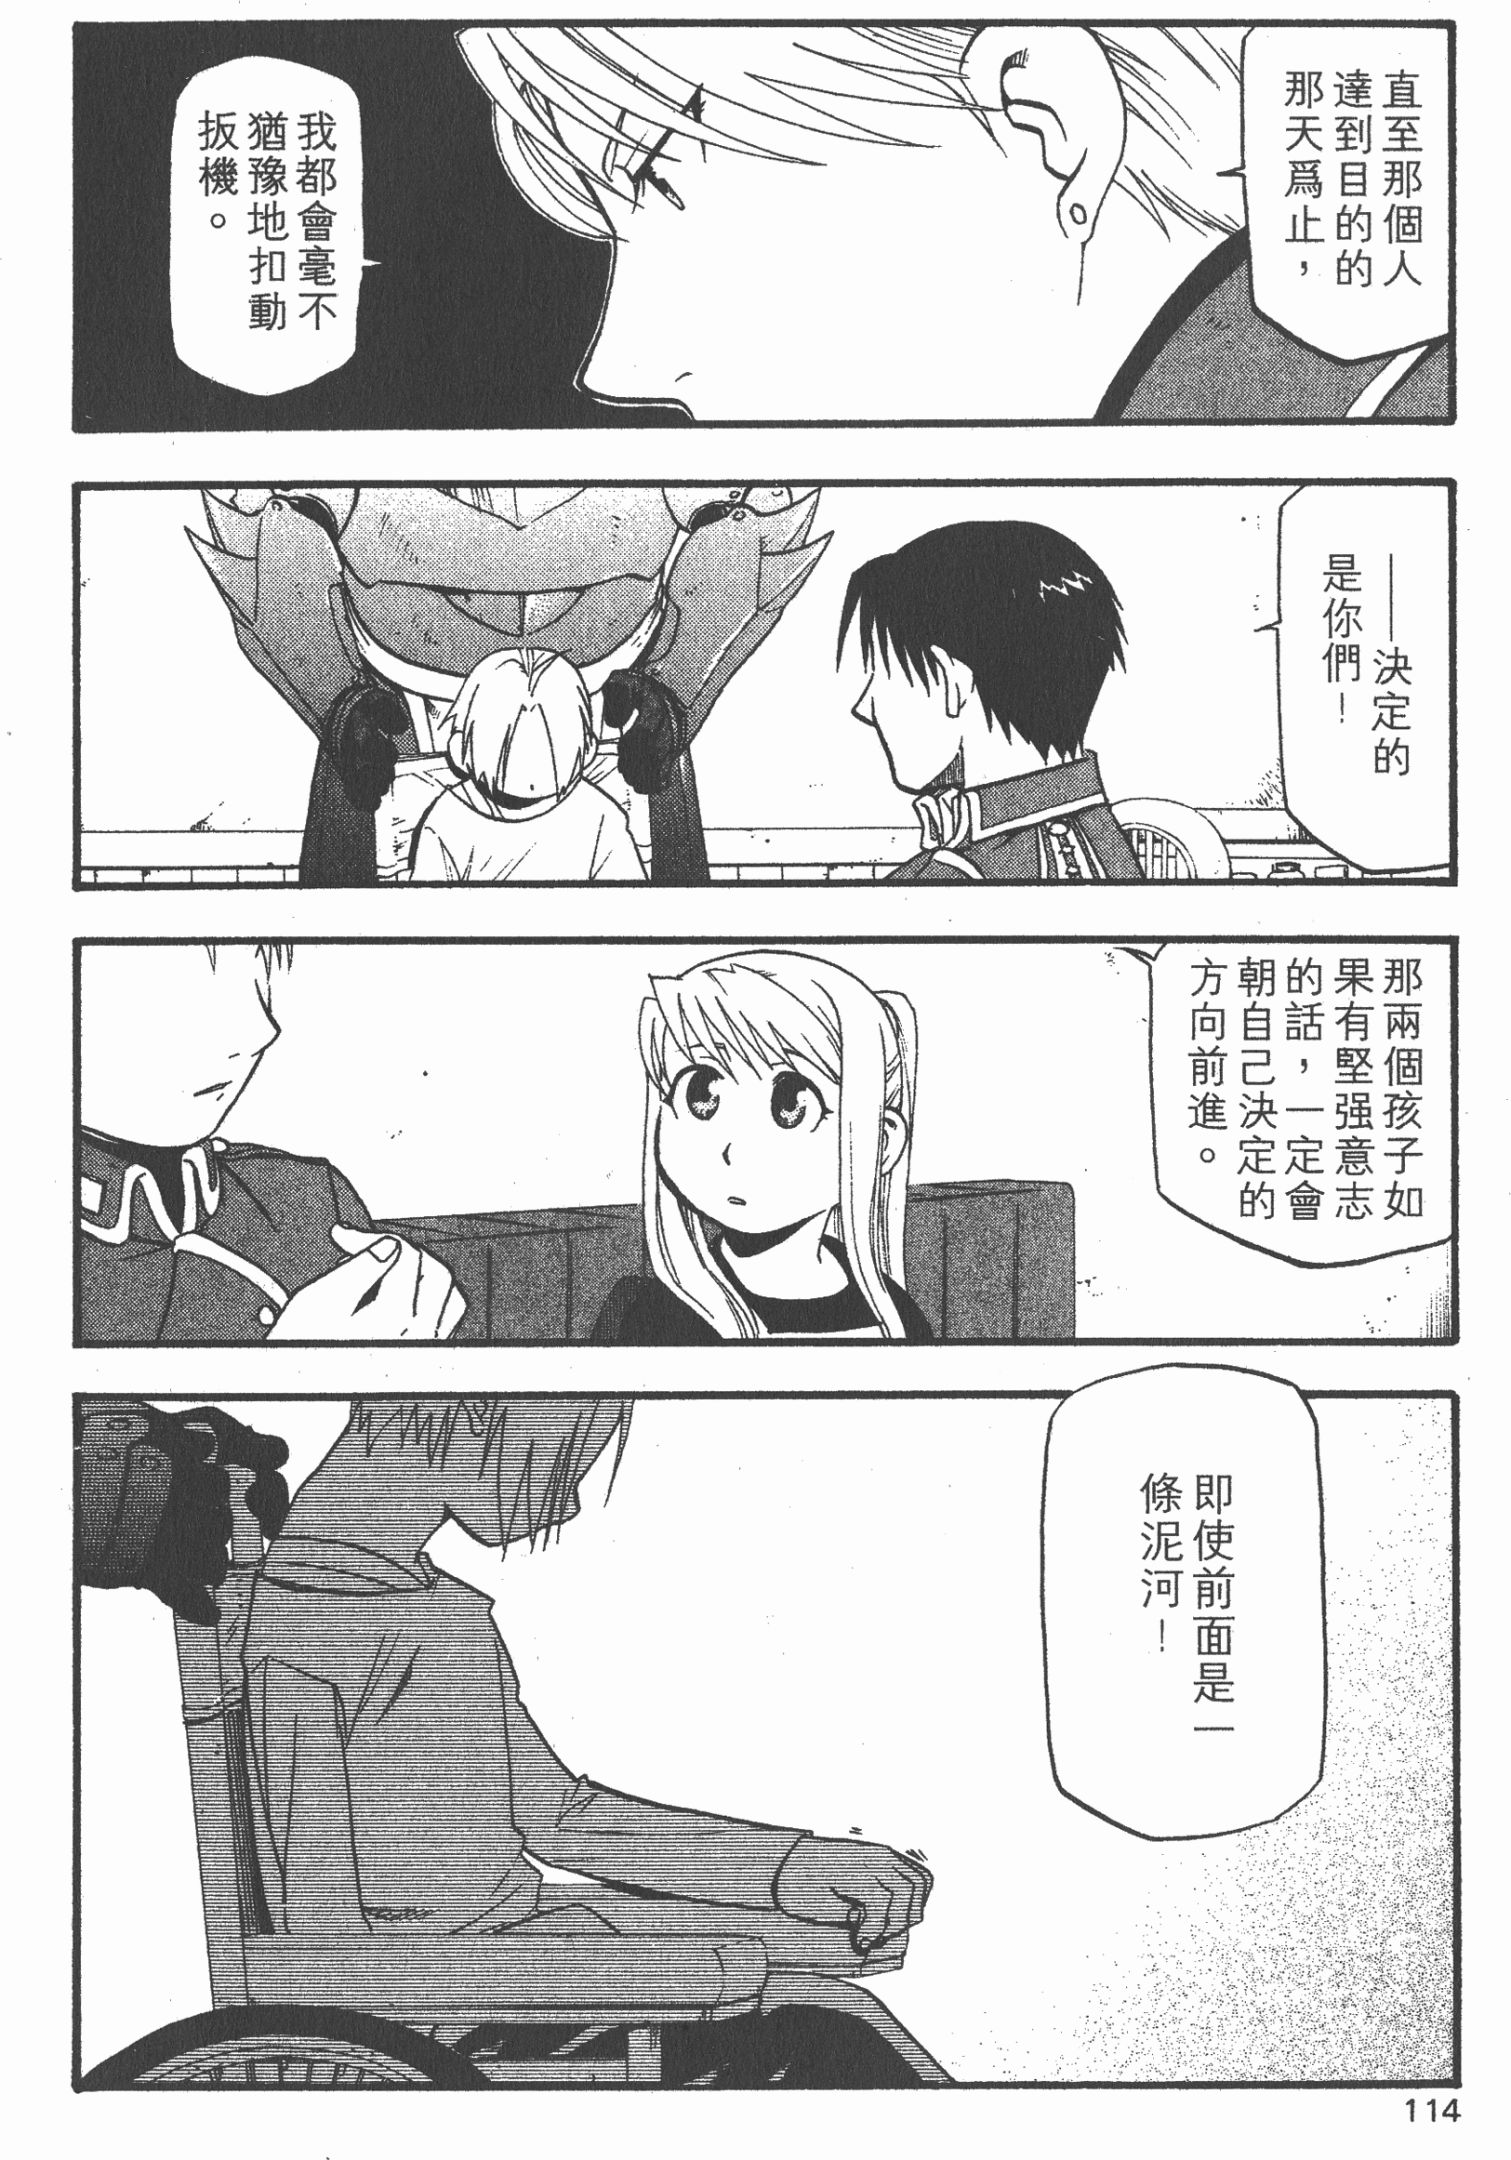 直至那個人
達到目的的
那天爲止，
我都會毫不
猶豫地扣動
扳機。
——決定的
是你們！
那兩個孩子如
果有堅强意志
的話，一定會
朝自己決定的
方向前進。
即使前面是一
條泥河！
114